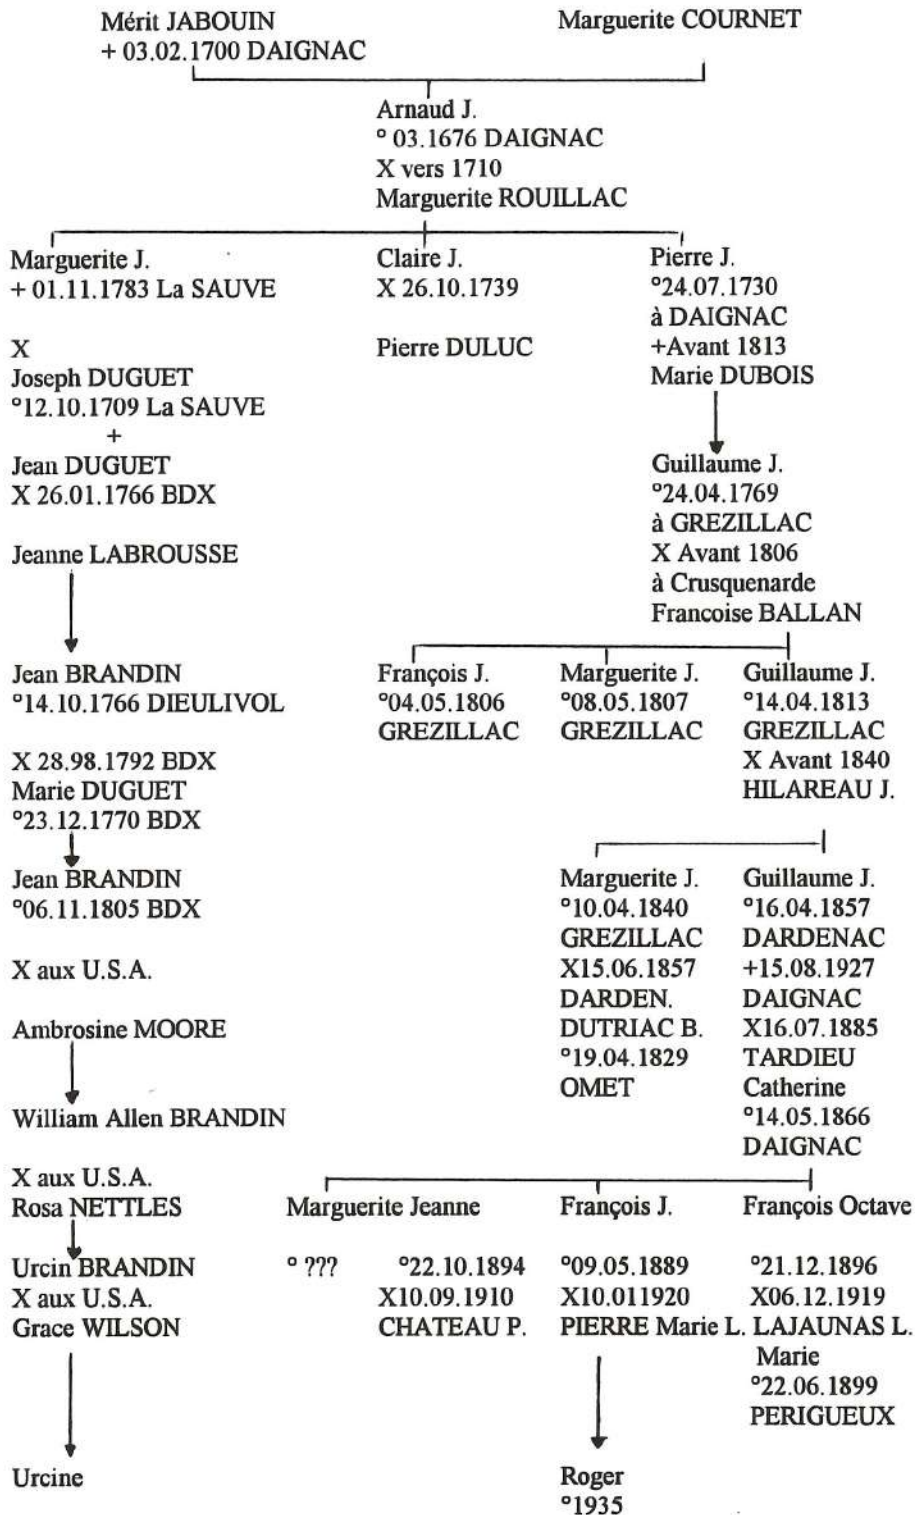 Mérit JABOUIN
+ 03.02.1700 DAIGNAC
Marguerite COURNET
Arnaud J.
° 03.1676 DAIGNAC
X vers 1710
Marguerite ROUILLAC
Marguerite J.
+ 01.11.1783 La SAUVE
X
Joseph DUGUET
°12.10.1709 La SAUVE
+
Jean DUGUET
X 26.01.1766 BDX
Jeanne LABROUSSE
Claire J.
X 26.10.1739
Pierre DULUC
Pierre J.
°24.07.1730
à DAIGNAC
+Avant 1813
Marie DUBOIS
Guillaume J.
°24.04.1769
à GREZILLAC
X Avant 1806
à Crusquenarde
Francoise BALLAN
Jean BRANDIN
°14.10.1766 DIEULIVOL
X 28.98.1792 BDX
Marie DUGUET
°23.12.1770 BDX
François J.
°04.05.1806
GREZILLAC
Marguerite J.
°08.05.1807
GREZILLAC
Guillaume J.
°14.04.1813
GREZILLAC
X Avant 1840
HILAREAU J.
Jean BRANDIN
°06.11.1805 BDX
X aux U.S.A.
Ambrosine MOORE
Marguerite J.
°10.04.1840
GREZILLAC
X15.06.1857
DARDEN.
DUTRIAC B.
°19.04.1829
OMET
Guillaume J.
°16.04.1857
DARDENAC
+15.08.1927
DAIGNAC
X16.07.1885
TARDIEU
Catherine
°14.05.1866
DAIGNAC
William Allen BRANDIN
X aux U.S.A.
Rosa NETTLES
Marguerite Jeanne
° ??? °22.10.1894
X10.09.1910
CHATEAU P.
François J.
°09.05.1889
X10.011920
PIERRE Marie L.
François Octave
°21.12.1896
X06.12.1919
LAJAUNAS L.
Marie
°22.06.1899
PERIGUEUX
Urcin BRANDIN
X aux U.S.A.
Grace WILSON
Urcine
Roger
°1935